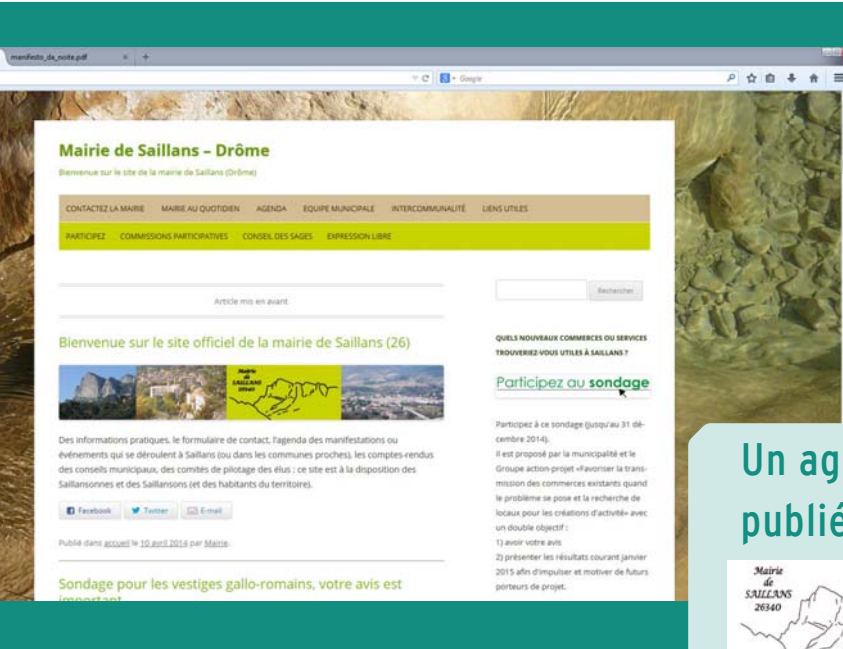 manifesto_da_noite.pdf
Google
Mairie de Saillans – Drôme
Bienvenue sur le site de la mairie de Saillans (Drôme)
CONTACTEZ LA MAIRIE MAIRIE AU QUOTIDIEN AGENDA EQUIPE MUNICIPALE INTERCOMMUNALITÉ LIENS UTILES
PARTICIPEZ COMMISSIONS PARTICIPATIVES CONSEIL DES SAGES EXPRESSION LIBRE
Article mis en avant
Bienvenue sur le site officiel de la mairie de Saillans (26)
Mairie
de
SAILLANS
26340
Des informations pratiques, le formulaire de contact, l'agenda des manifestations ou
événements qui se déroulent à Saillans (ou dans les communes proches), les comptes-rendus
des conseils municipaux, des comités de pilotage des élus : ce site est à la disposition des
Saillansonnes et des Saillansons (et des habitants du territoire).
Facebook Twitter E-mail
Publié dans accueil le 10 avril 2014 par Mairie.
Sondage pour les vestiges gallo-romains, votre avis est
important
Rechercher
QUELS NOUVEAUX COMMERCES OU SERVICES
TROUVERIEZ-VOUS UTILES À SAILLANS ?
Participez au sondage
Participez à ce sondage (jusqu'au 31 dé-
cembre 2014).
Il est proposé par la municipalité et le
Groupe action-projet «Favoriser la trans-
mission des commerces existants quand
le problème se pose et la recherche de
locaux pour les créations d'activité» avec
un double objectif :
1) avoir votre avis
2) présenter les résultats courant janvier
2015 afin d'impulser et motiver de futurs
porteurs de projet.
Un ag
publié
Mairie
de
SAILLANS
26340